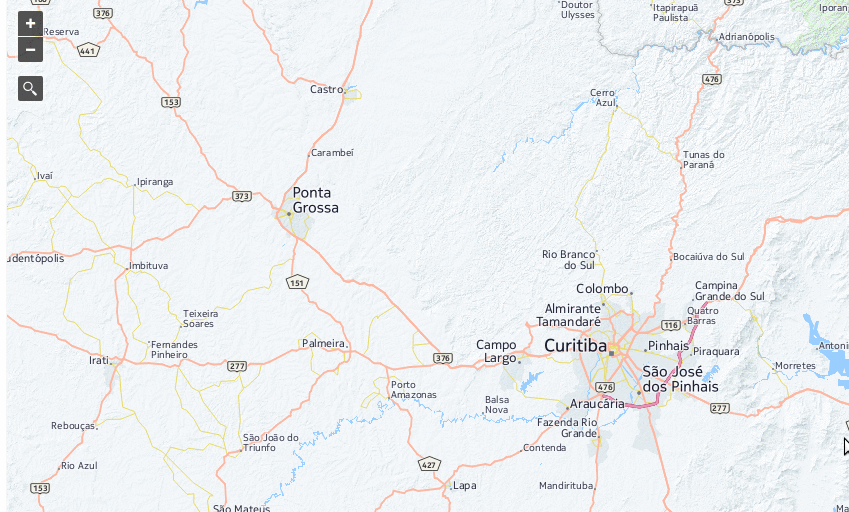 376
373
Doutor
Ulysses
Itapirapuã
Paulista
Iporan
+
Reserva
441
Adrianópolis
−
476
Castro
Cerro
Azul
153
Carambeí
Tunas do
Paraná
Ivaí
Ipiranga
373
Ponta
Grossa
udentópolis
Imbituva
Rio Branco
do Sul
Bocaiúva do Sul
151
Colombo
Campina
Grande do Sul
Teixeira
Soares
Almirante
Tamandaré
Quatro
Barras
116
Fernandes
Pinheiro
Palmeira
Campo
Largo
Curitiba
Pinhais
Piraquara
Antoni
Irati
277
376
Morretes
São José
dos Pinhais
Porto
Amazonas
476
Balsa
Nova
Araucária
277
Rebouças
Fazenda Rio
Grande
São João do
Triunfo
Contenda
Rio Azul
427
153
Lapa
Mandirituba
São Mateus
Ma